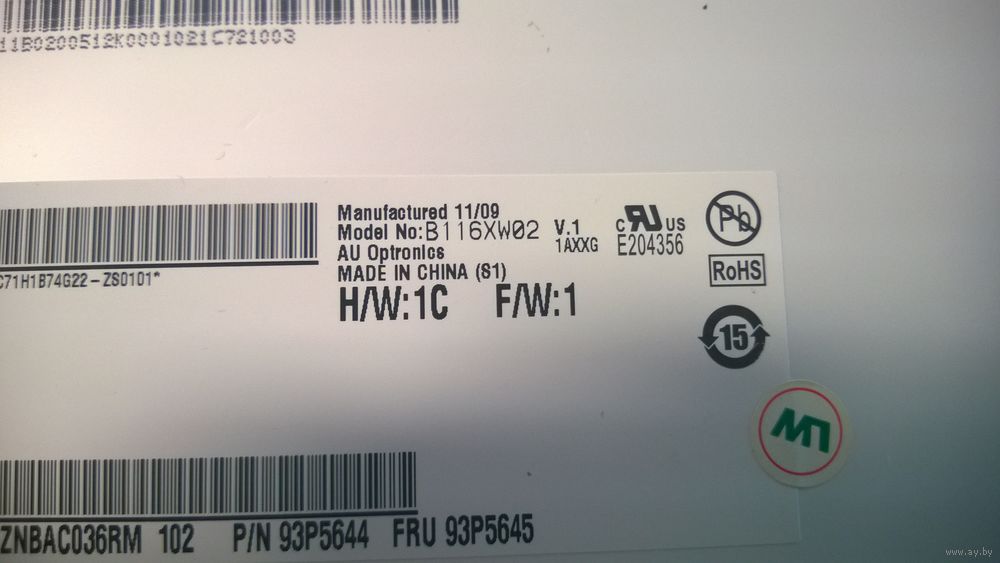 11B0200512K0001021C721003
Manufactured 11/09
Model No:B116XW02 V.1
1AXXG
AU Optronics
MADE IN CHINA (S1)
H/W:1C F/W:1
C US
E204356
Pb
RoHS
15
C71H1B74G22-ZS0101*
ZNBAC036RM 102 P/N 93P5644 FRU 93P5645
www.ay.by